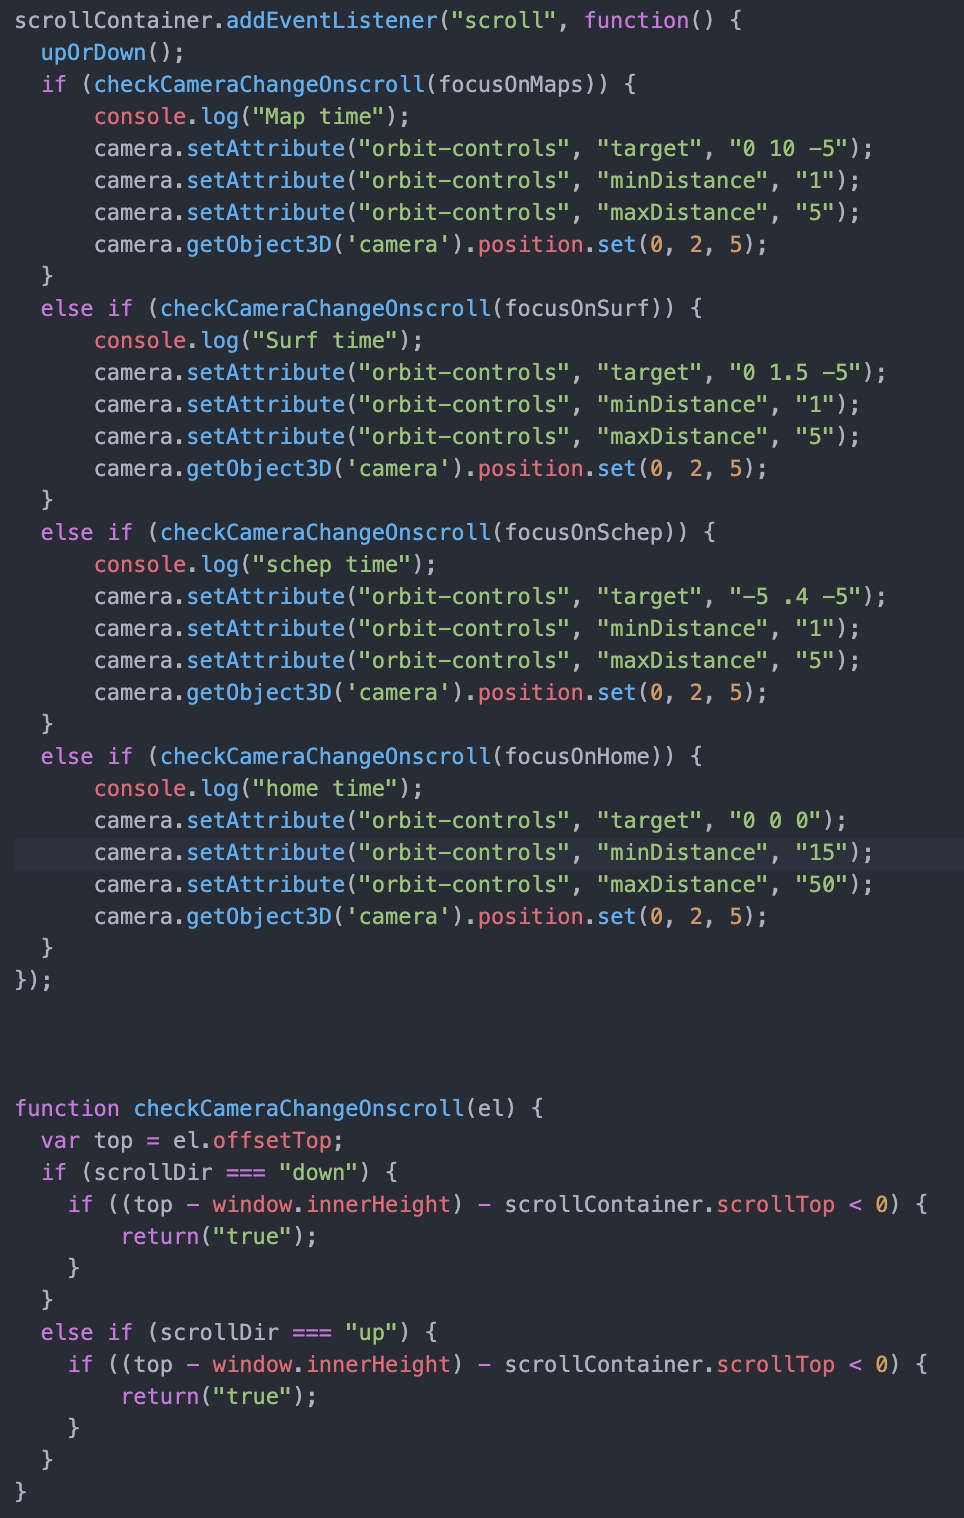 scrollContainer.addEventListener("scroll", function() {
  upOrDown();
  if (checkCameraChangeOnscroll(focusOnMaps)) {
      console.log("Map time");
      camera.setAttribute("orbit-controls", "target", "0 10 -5");
      camera.setAttribute("orbit-controls", "minDistance", "1");
      camera.setAttribute("orbit-controls", "maxDistance", "5");
      camera.getObject3D('camera').position.set(0, 2, 5);
  }
  else if (checkCameraChangeOnscroll(focusOnSurf)) {
      console.log("Surf time");
      camera.setAttribute("orbit-controls", "target", "0 1.5 -5");
      camera.setAttribute("orbit-controls", "minDistance", "1");
      camera.setAttribute("orbit-controls", "maxDistance", "5");
      camera.getObject3D('camera').position.set(0, 2, 5);
  }
  else if (checkCameraChangeOnscroll(focusOnSchep)) {
      console.log("schep time");
      camera.setAttribute("orbit-controls", "target", "-5 .4 -5");
      camera.setAttribute("orbit-controls", "minDistance", "1");
      camera.setAttribute("orbit-controls", "maxDistance", "5");
      camera.getObject3D('camera').position.set(0, 2, 5);
  }
  else if (checkCameraChangeOnscroll(focusOnHome)) {
      console.log("home time");
      camera.setAttribute("orbit-controls", "target", "0 0 0");
      camera.setAttribute("orbit-controls", "minDistance", "15");
      camera.setAttribute("orbit-controls", "maxDistance", "50");
      camera.getObject3D('camera').position.set(0, 2, 5);
  }
});
function checkCameraChangeOnscroll(el) {
  var top = el.offsetTop;
  if (scrollDir === "down") {
    if ((top - window.innerHeight) - scrollContainer.scrollTop < 0) {
        return("true");
    }
  }
  else if (scrollDir === "up") {
    if ((top - window.innerHeight) - scrollContainer.scrollTop < 0) {
        return("true");
    }
  }
}